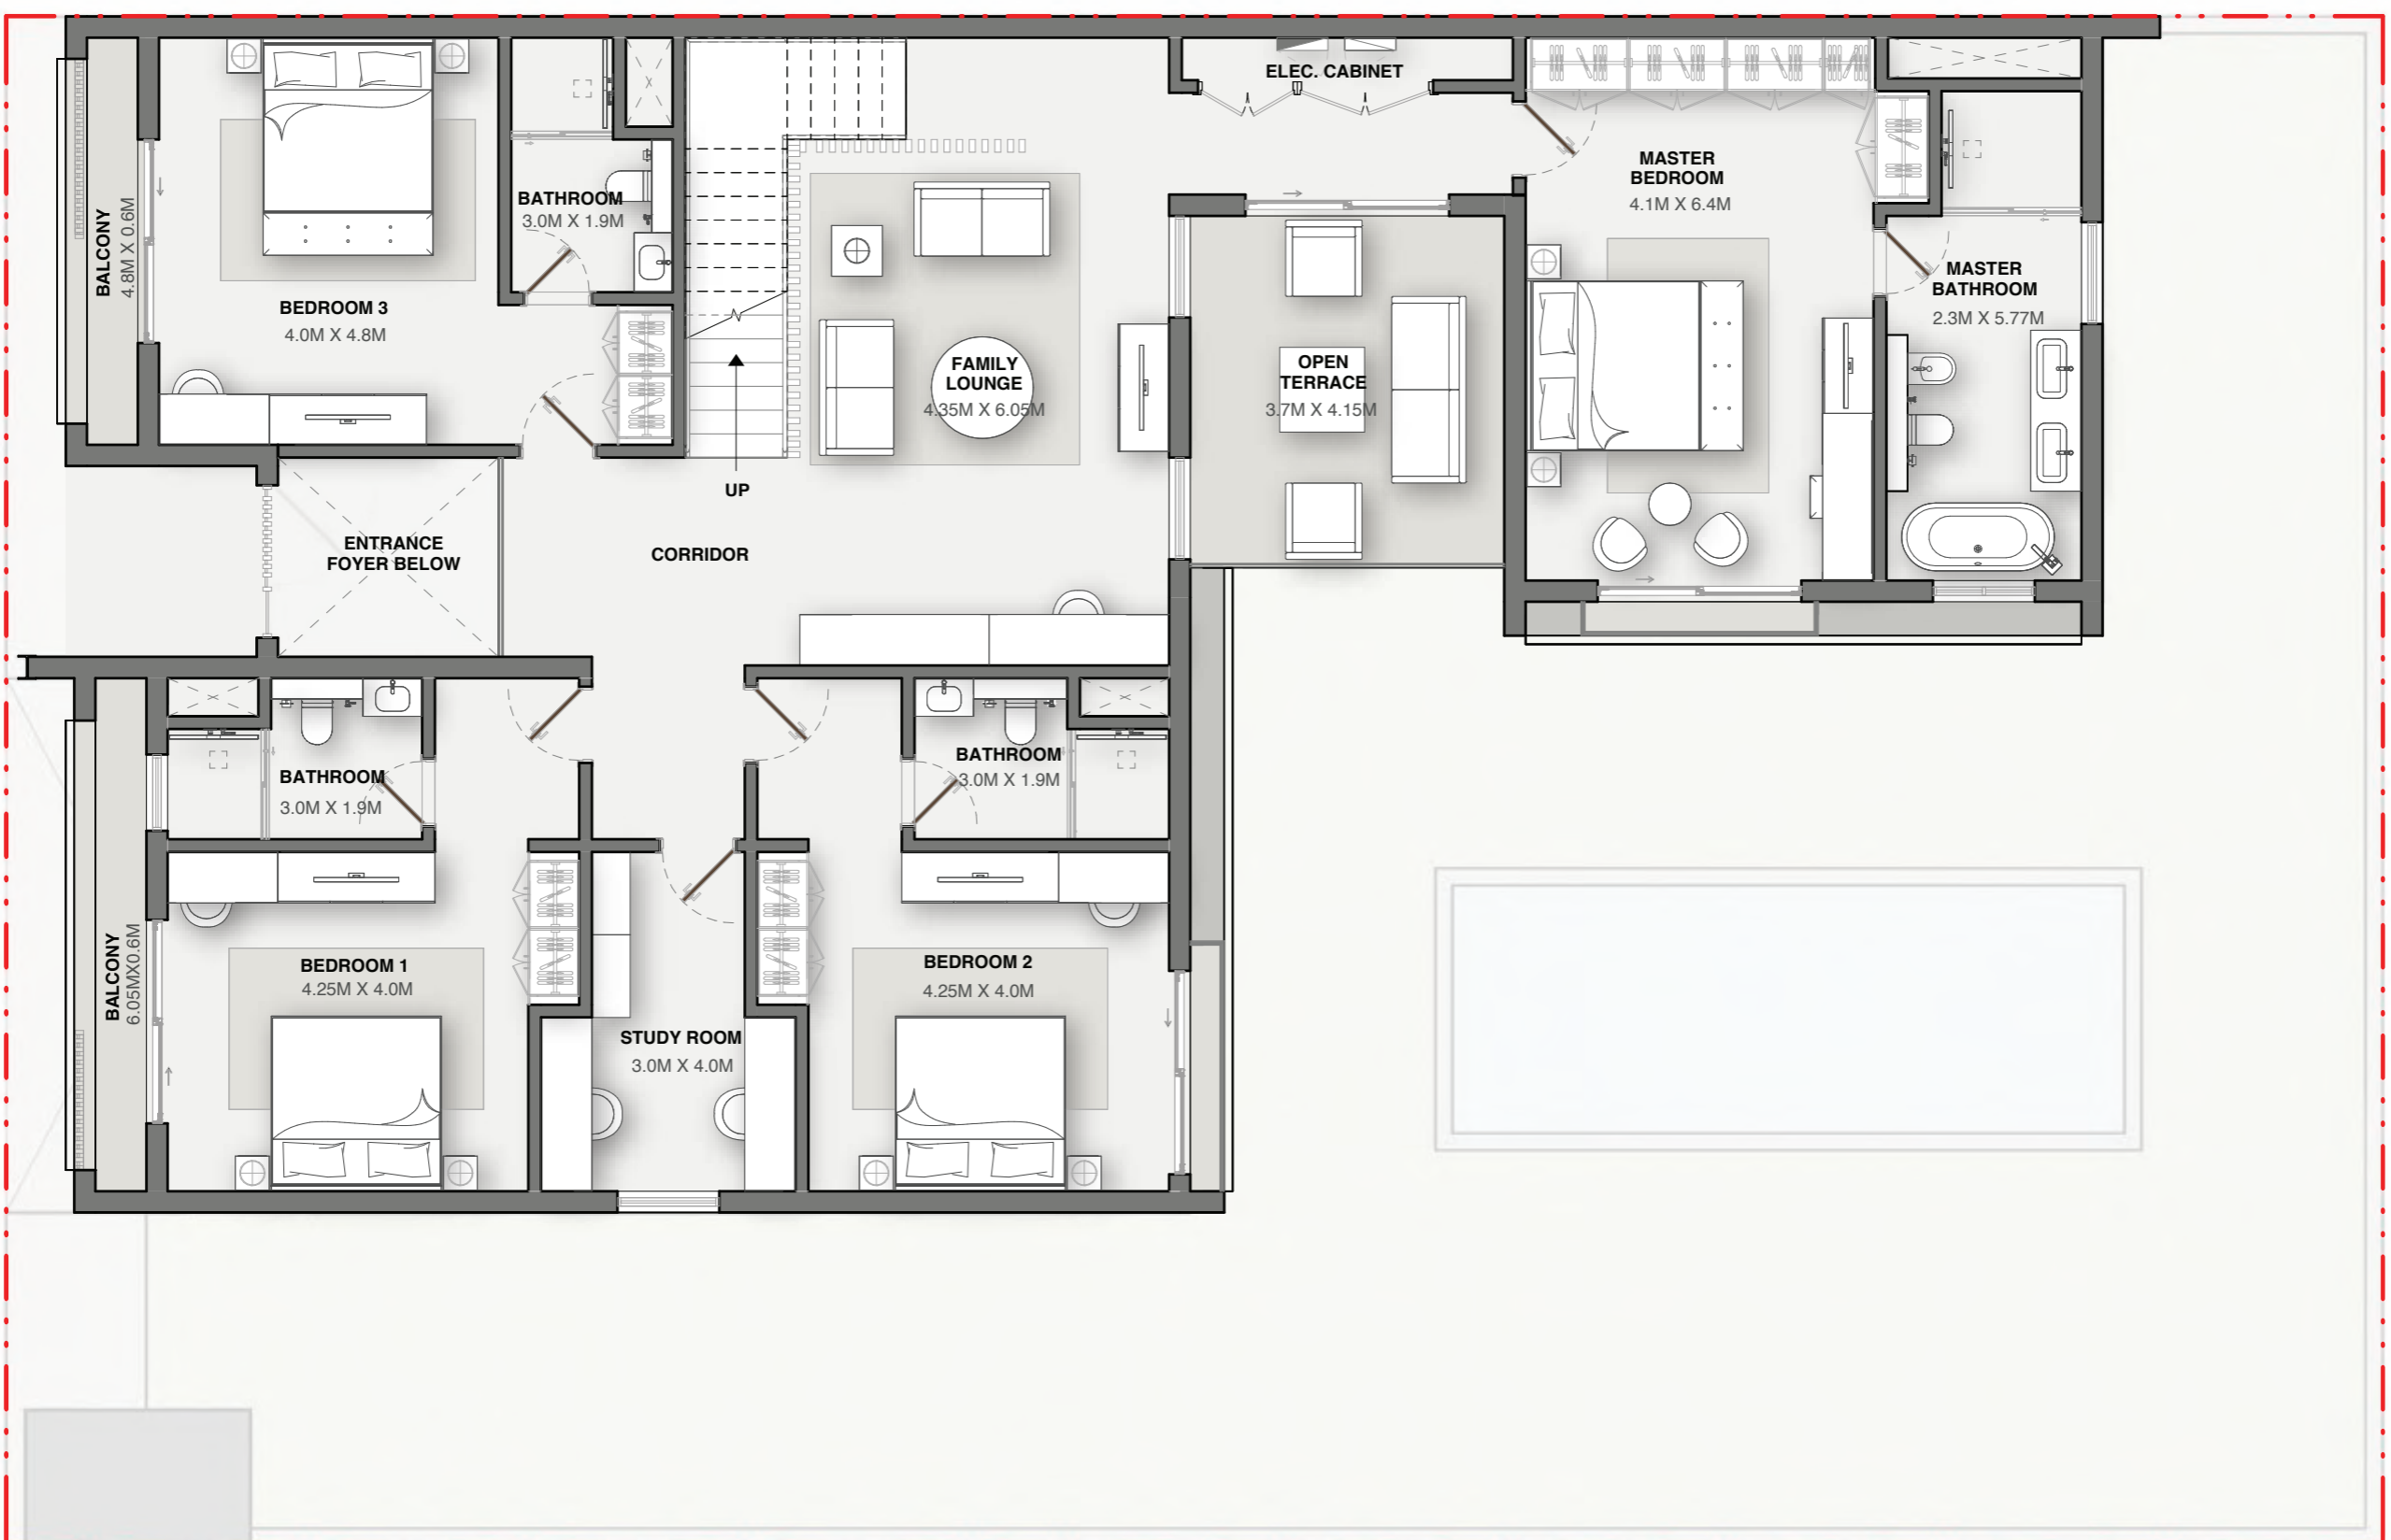 ELEC. CABINET
MASTER
BEDROOM
4.1M X 6.4M
BATHROOM
3.0M X 1.9M
BALCONY
4.8M X 0.6M
BEDROOM 3
4.0M X 4.8M
MASTER
BATHROOM
2.3M X 5.77M
FAMILY
LOUNGE
4.35M X 6.05M
OPEN
TERRACE
3.7M X 4.15M
UP
ENTRANCE
FOYER BELOW
CORRIDOR
BATHROOM
3.0M X 1.9M
BATHROOM
3.0M X 1.9M
BALCONY
6.05MX0.6M
BEDROOM 1
4.25M X 4.0M
BEDROOM 2
4.25M X 4.0M
STUDY ROOM
3.0M X 4.0M